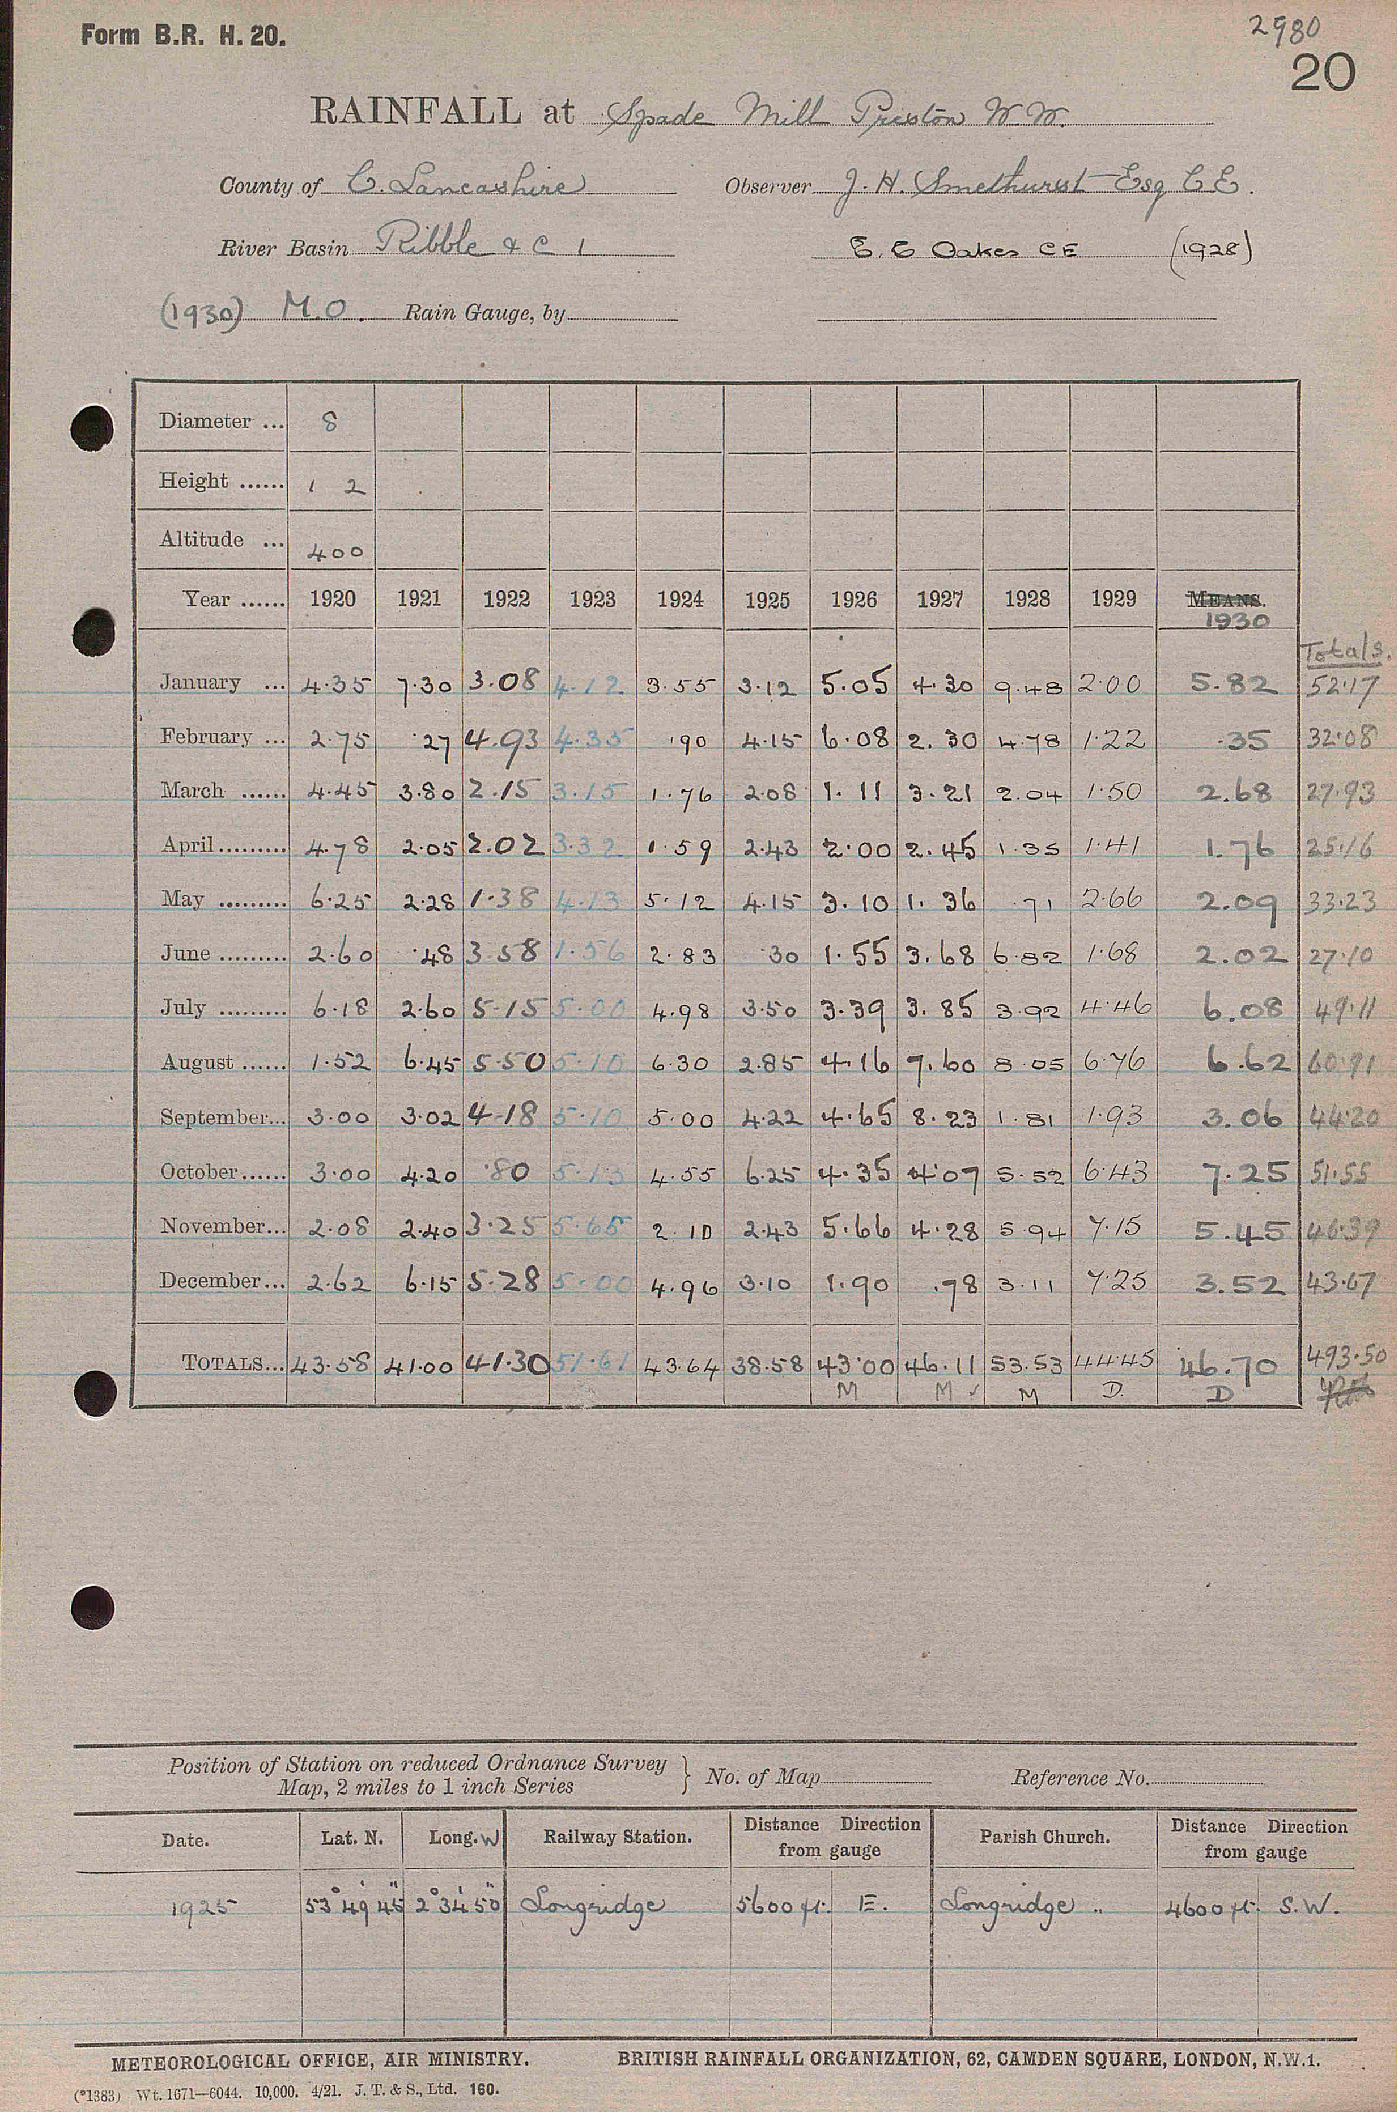 Form B.R. H. 20.
2980
20
RAINFALL at Spade Mill Preston W.W.
County of C. Lancashire Observer J. H. Smethurst Esq C.E.
River Basin Ribble & C 1 E. E Oakes CE (1928)
(1930) M.O. Rain Gauge, by
Diameter ... 8
Height ...... 1 2
Altitude ... 400
Year ...... 1920 1921 1922 1923 1924 1925 1926 1927 1928 1929 MEANS.
1930
Totals.
January ... 4.35 7.30 3.08 4.12 3.55 3.12 5.05 4.30 9.48 2.00 5.82 52.17
February ... 2.75 .27 4.93 4.35 .90 4.15 6.08 2.30 4.78 1.22 .35 32.08
March ...... 4.45 3.80 2.15 3.15 1.76 2.08 1.11 3.21 2.04 1.50 2.68 27.93
April ......... 4.78 2.05 2.02 3.32 1.59 2.43 2.00 2.45 1.35 1.41 1.76 25.16
May ......... 6.25 2.28 1.38 4.13 5.12 4.15 3.10 1.36 .71 2.66 2.09 33.23
June ......... 2.60 .48 3.58 1.56 2.83 .30 1.55 3.68 6.82 1.68 2.02 27.10
July ......... 6.18 2.60 5.15 5.00 4.98 3.50 3.39 3.85 3.92 4.46 6.08 49.11
August ...... 1.52 6.45 5.50 5.10 6.30 2.85 4.16 7.60 8.05 6.76 6.62 60.91
September... 3.00 3.02 4.18 5.10 5.00 4.22 4.65 8.23 1.81 1.93 3.06 44.20
October...... 3.00 4.20 .80 5.13 4.55 6.25 4.35 4.07 5.52 6.43 7.25 51.55
November... 2.08 2.40 3.25 5.65 2.10 2.43 5.66 4.28 5.94 7.15 5.45 46.39
December... 2.62 6.15 5.28 5.00 4.96 3.10 1.90 .78 3.11 7.25 3.52 43.67
TOTALS... 43.58 41.00 41.30 51.61 43.64 38.58 43.00 46.11 53.53 44.45 46.70 493.50
M M ✓ M D. D
Position of Station on reduced Ordnance Survey
Map, 2 miles to 1 inch Series } No. of Map Reference No.
Date. Lat. N. Long. W Railway Station. Distance Direction from gauge Parish Church. Distance Direction from gauge
1925 53° 49' 45" 2° 34' 50" Longridge 5600 ft. E. Longridge .. 4600 ft. S.W.
METEOROLOGICAL OFFICE, AIR MINISTRY. BRITISH RAINFALL ORGANIZATION, 62, CAMDEN SQUARE, LONDON, N.W.1.
(*1383) Wt. 1671—6044. 10,000. 4/21. J. T. & S., Ltd. 160.